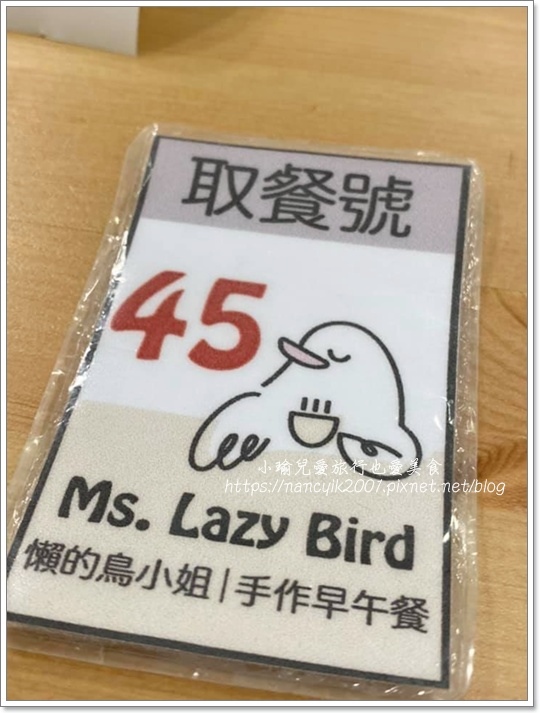 取餐號
45
小瑜兒愛旅行也愛美食
https://nancylk2007.pixnet.net/blog
Ms. Lazy Bird
懶的鳥小姐|手作早午餐